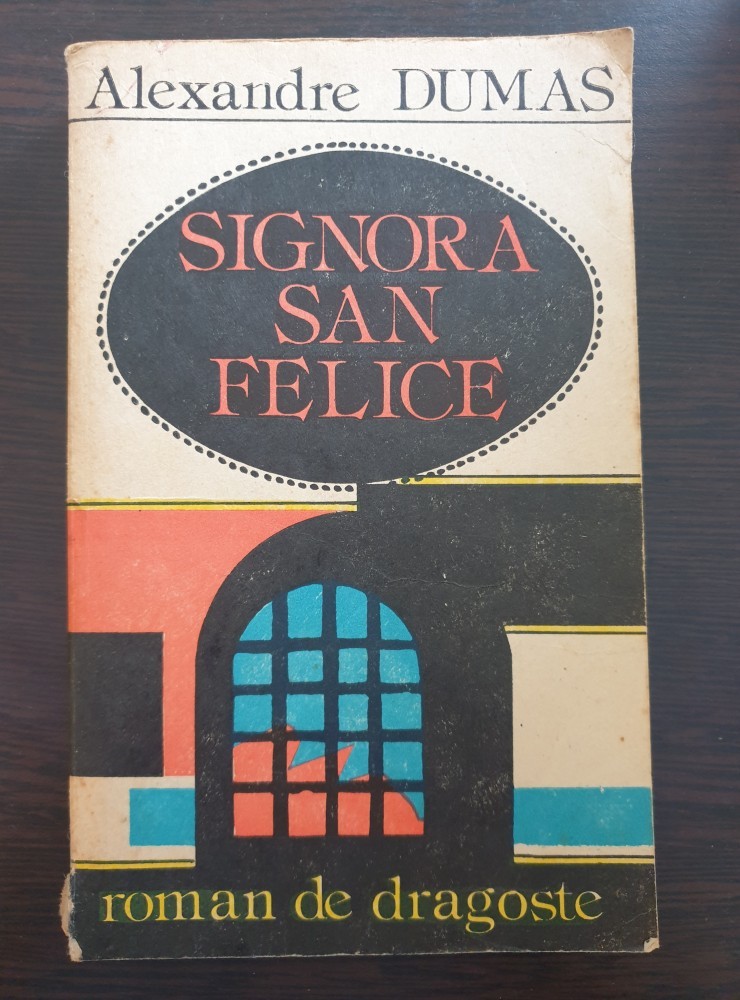 Alexandre DUMAS
SIGNORA
SAN
FELICE
roman de dragoste